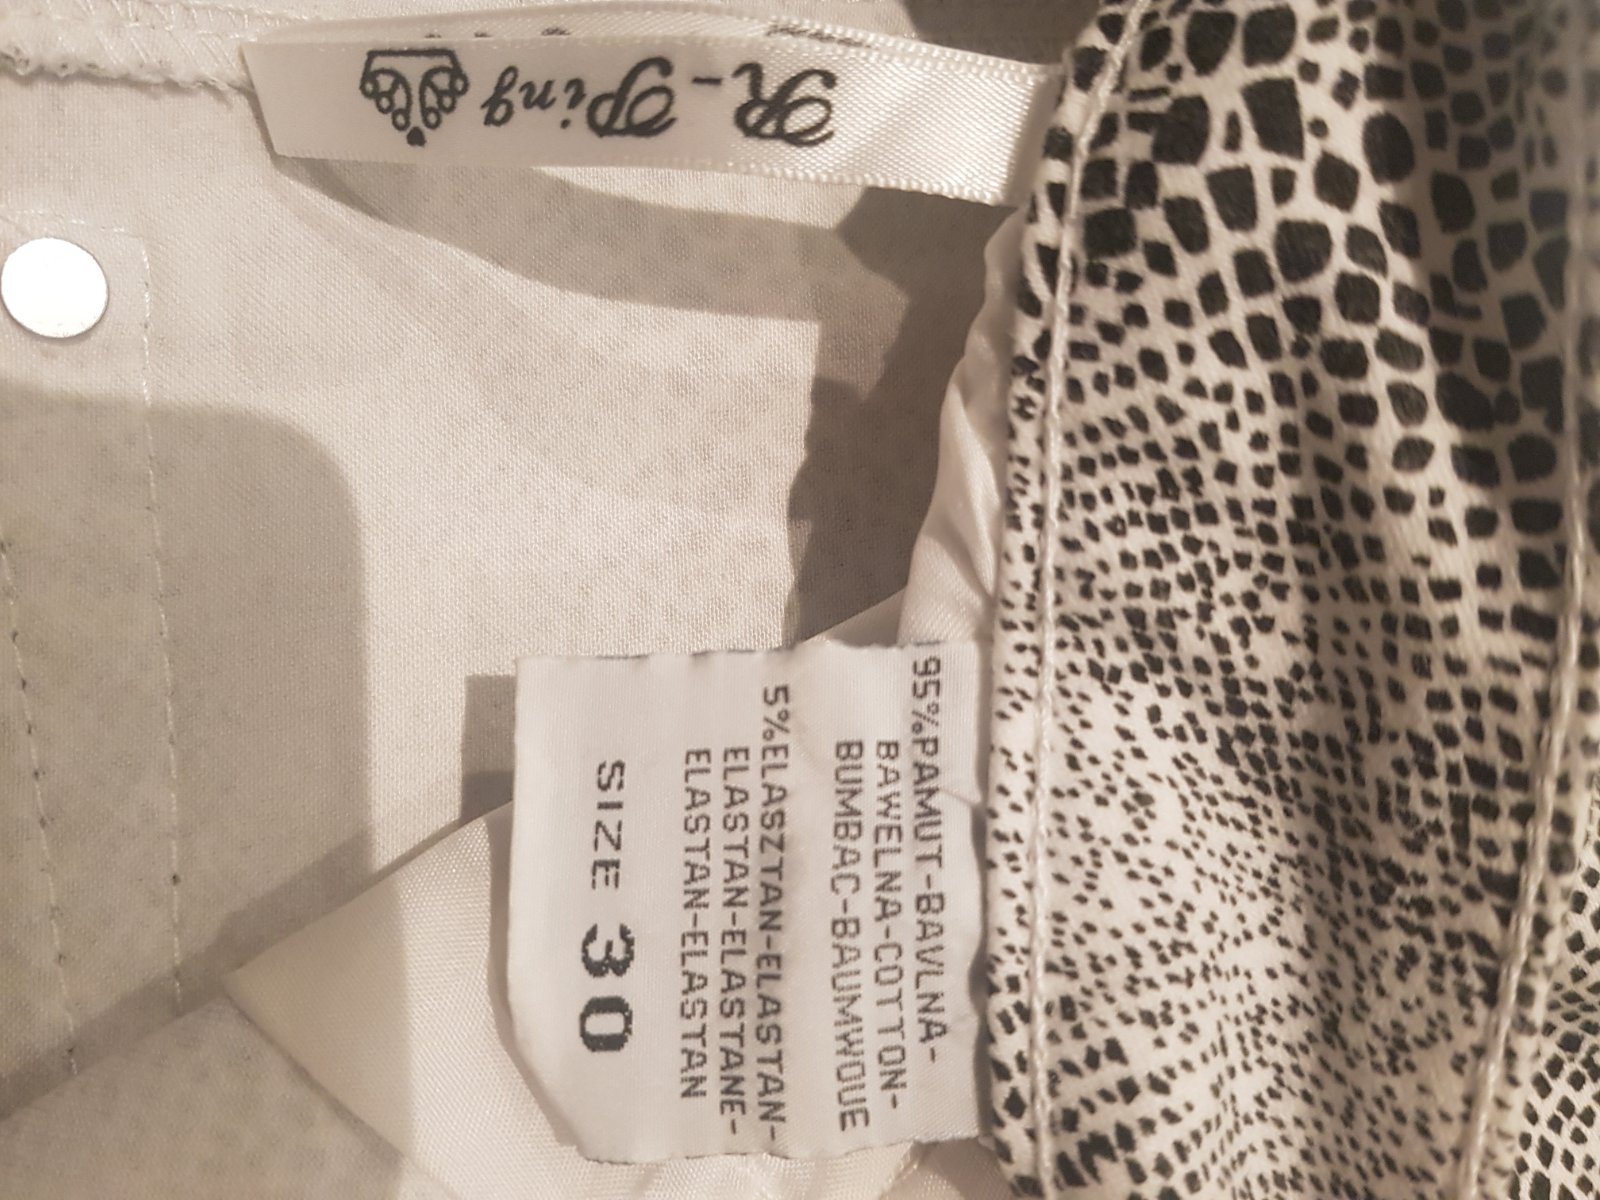 R-Ping
95%PAMUT-BAVLNA-
BAWELNA-COTTON-
BUMBAC-BAUMWOUE
5%ELASZTAN-ELASTAN-
ELASTAN-ELASTANE-
ELASTAN-ELASTAN
SIZE 30